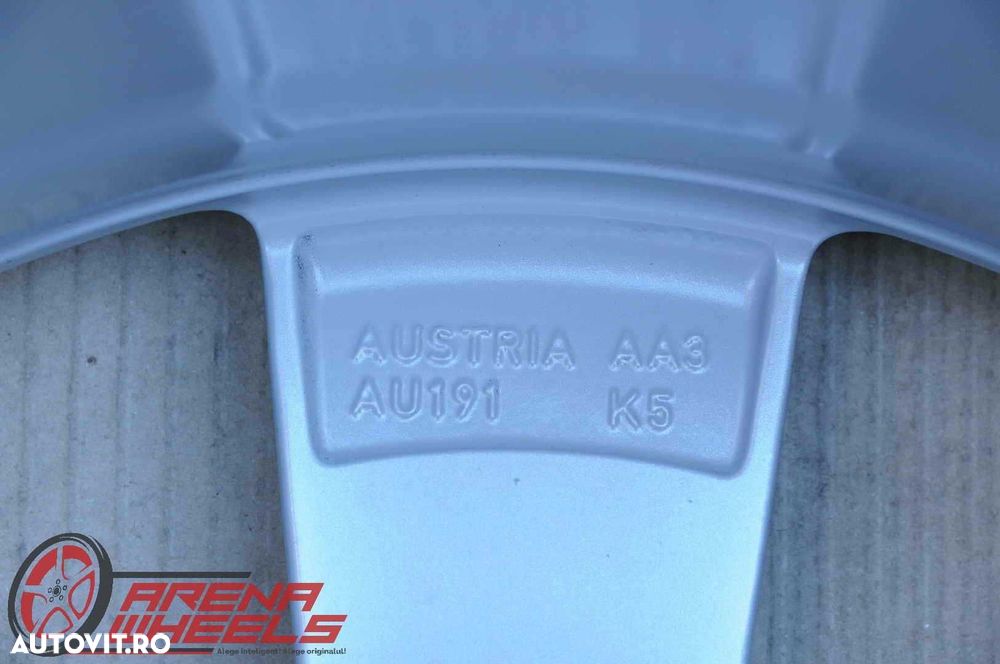 AUSTRIA AA3
AU191 K5
ARENA
WHEELS
Alege inteligent! Alege originalul!
AUTOVIT.RO